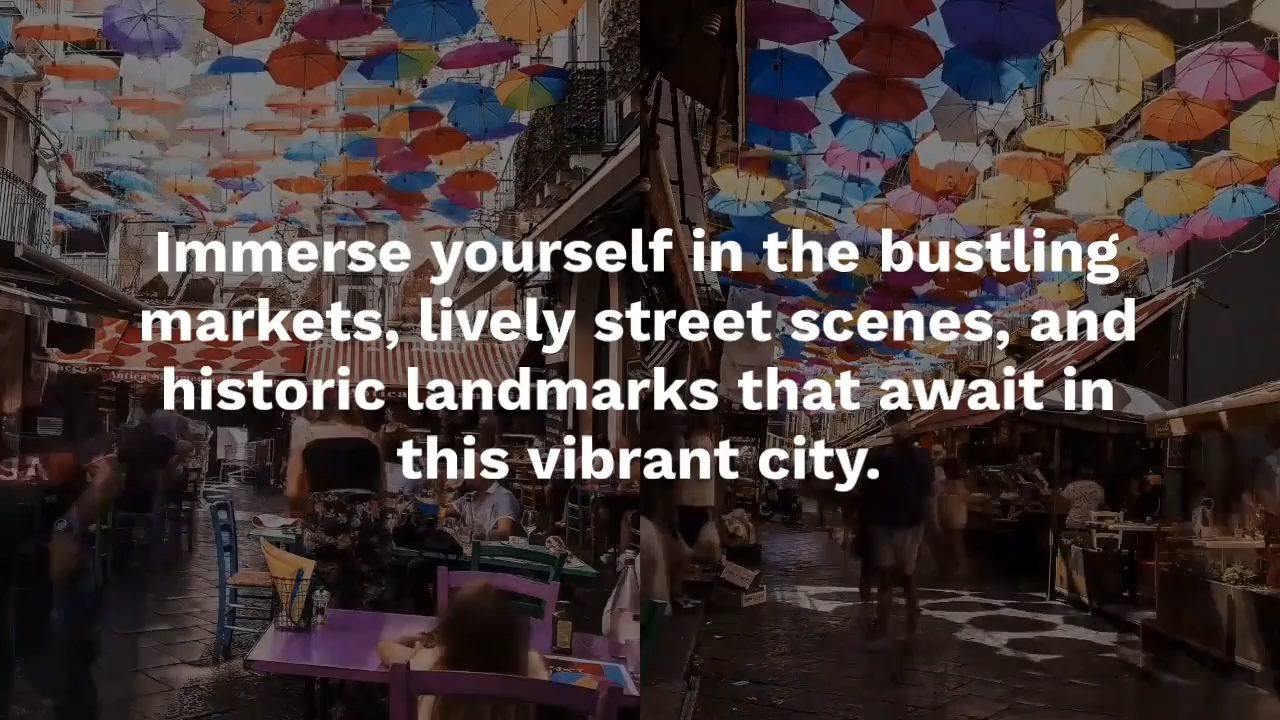 Immerse yourself in the bustling
markets, lively street scenes, and
historic landmarks that await in
this vibrant city.